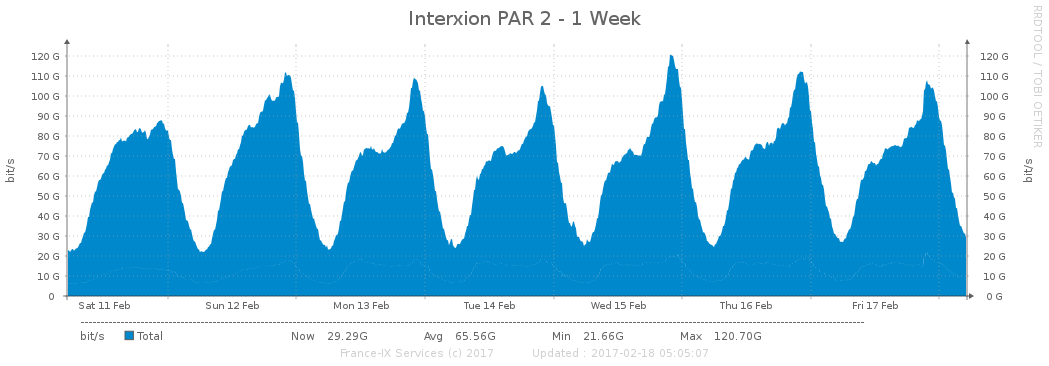 Interxion PAR 2 - 1 Week
RRDTOOL / TOBI OETIKER
bit/s
120 G 120 G
110 G 110 G
100 G 100 G
90 G 90 G
80 G 80 G
70 G 70 G
60 G 60 G
50 G 50 G
40 G 40 G
30 G 30 G
20 G 20 G
10 G 10 G
0 0 G
bit/s
Sat 11 Feb Sun 12 Feb Mon 13 Feb Tue 14 Feb Wed 15 Feb Thu 16 Feb Fri 17 Feb
bit/s Total Now 29.29G Avg 65.56G Min 21.66G Max 120.70G
France-IX Services (c) 2017 Updated : 2017-02-18 05:05:07